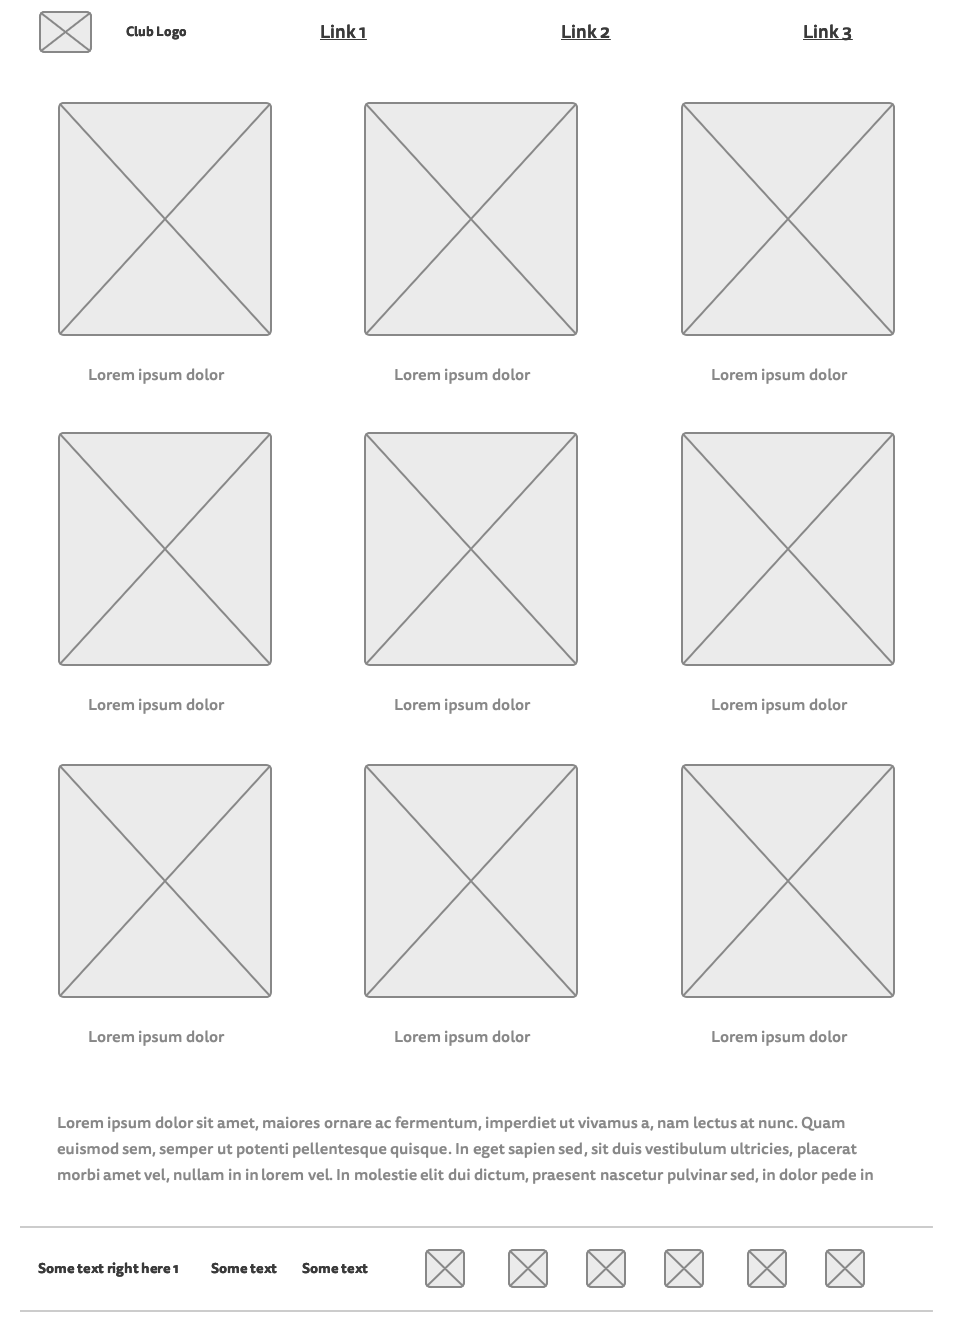 Club Logo
Link 1
Link 2
Link 3
Lorem ipsum dolor
Lorem ipsum dolor
Lorem ipsum dolor
Lorem ipsum dolor
Lorem ipsum dolor
Lorem ipsum dolor
Lorem ipsum dolor
Lorem ipsum dolor
Lorem ipsum dolor
Lorem ipsum dolor sit amet, maiores ornare ac fermentum, imperdiet ut vivamus a, nam lectus at nunc. Quam
euismod sem, semper ut potenti pellentesque quisque. In eget sapien sed, sit duis vestibulum ultricies, placerat
morbi amet vel, nullam in in lorem vel. In molestie elit dui dictum, praesent nascetur pulvinar sed, in dolor pede in
Some text right here 1
Some text
Some text